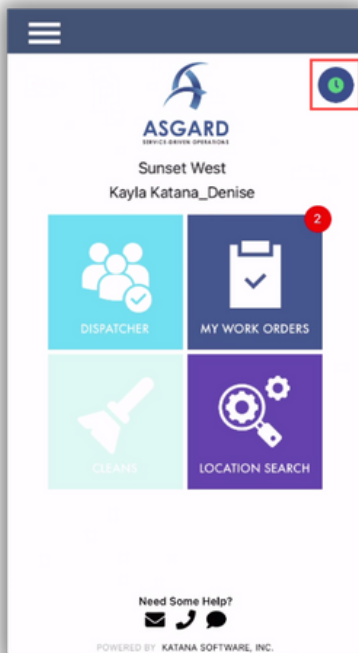 ASGARD
SERVICE-DRIVEN OPERATIONS
Sunset West
Kayla Katana_Denise
2
DISPATCHER
MY WORK ORDERS
CLEANS
LOCATION SEARCH
Need Some Help?
POWERED BY KATANA SOFTWARE, INC.